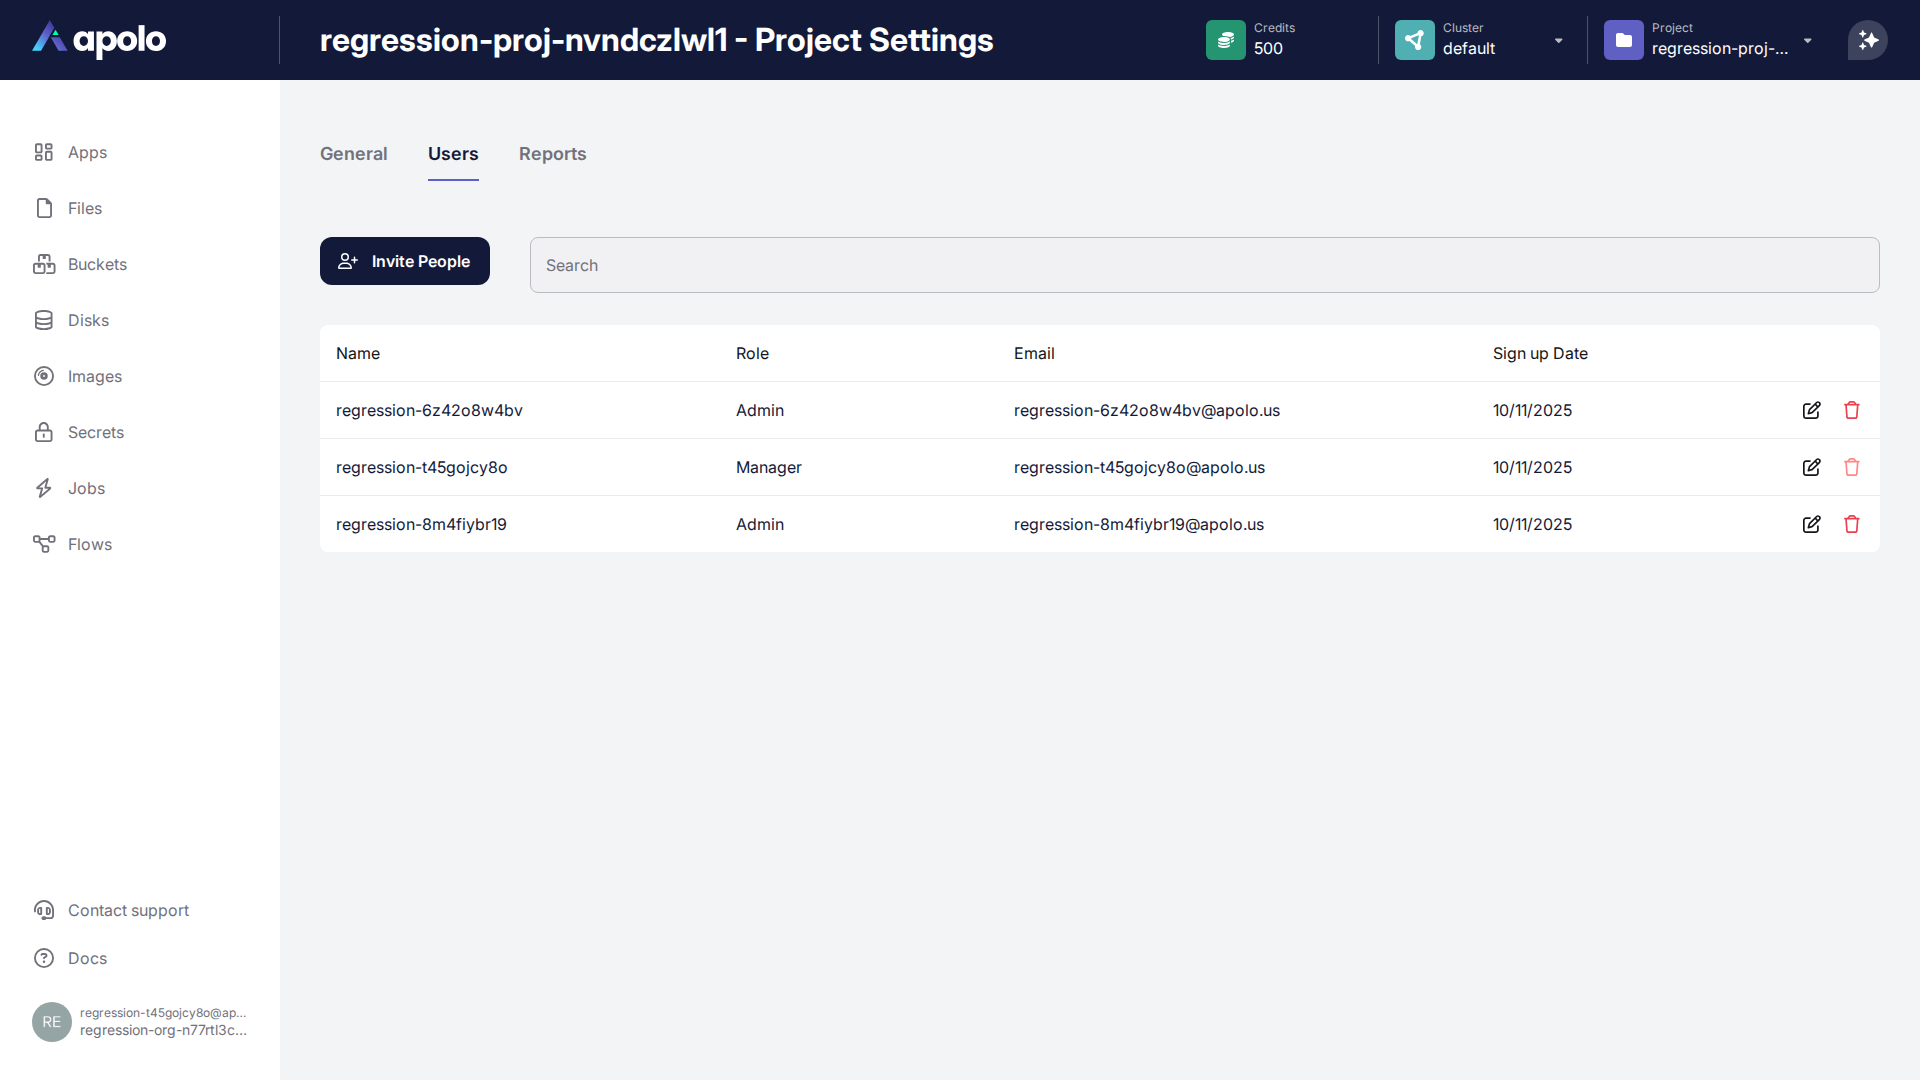 apolo
regression-proj-nvndczlwl1 - Project Settings
Credits
500
Cluster
default
Project
regression-proj-...
Apps
Files
Buckets
Disks
Images
Secrets
Jobs
Flows
General
Users
Reports
Invite People
Search
Name Role Email Sign up Date
regression-6z42o8w4bv Admin regression-6z42o8w4bv@apolo.us 10/11/2025
regression-t45gojcy8o Manager regression-t45gojcy8o@apolo.us 10/11/2025
regression-8m4fiybr19 Admin regression-8m4fiybr19@apolo.us 10/11/2025
Contact support
Docs
RE
regression-t45gojcy8o@ap...
regression-org-n77rtl3c...